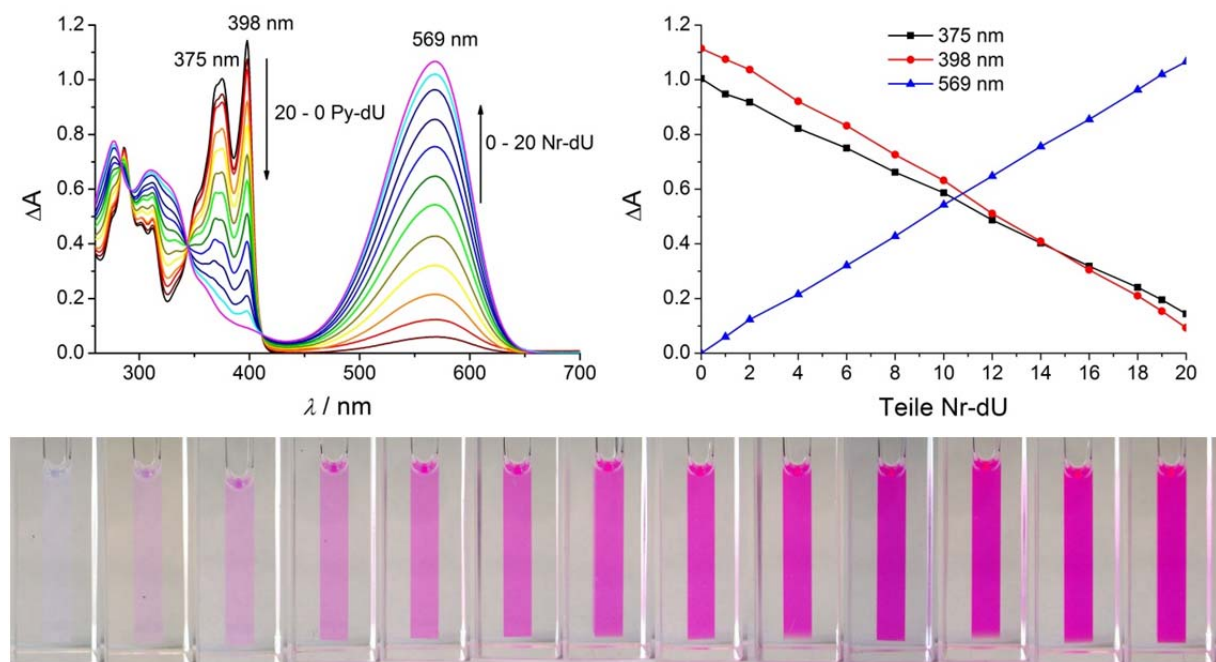 1.2
1.0
0.8
0.6
0.4
0.2
0.0
ΔA
398 nm
375 nm
569 nm
20 - 0 Py-dU
0 - 20 Nr-dU
300 400 500 600 700
λ / nm
1.2
1.0
0.8
0.6
0.4
0.2
0.0
ΔA
375 nm
398 nm
569 nm
0 2 4 6 8 10 12 14 16 18 20
Teile Nr-dU